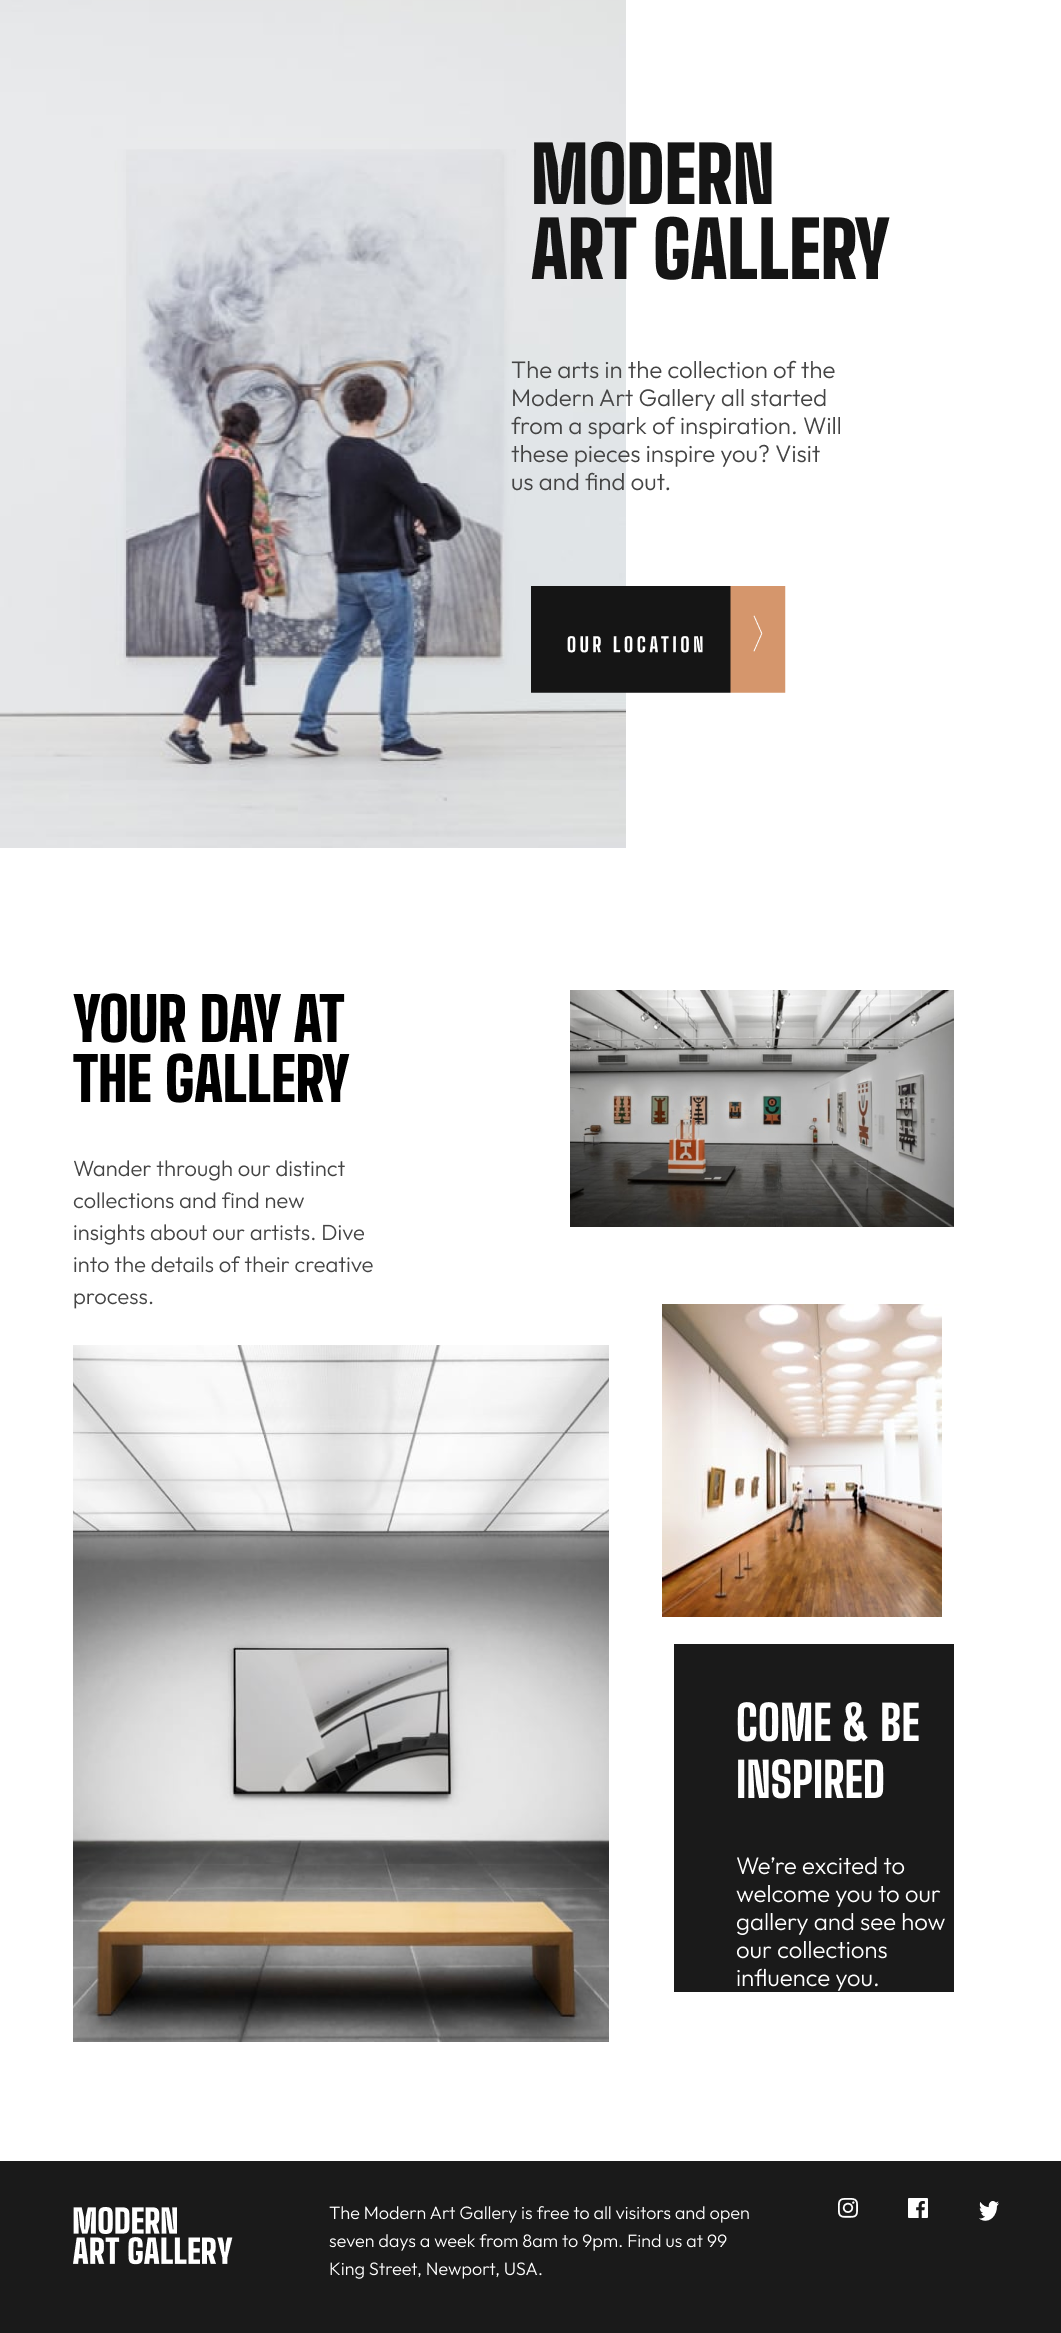 MODERN
ART GALLERY
The arts in the collection of the
Modern Art Gallery all started
from a spark of inspiration. Will
these pieces inspire you? Visit
us and find out.
OUR LOCATION
YOUR DAY AT
THE GALLERY
Wander through our distinct
collections and find new
insights about our artists. Dive
into the details of their creative
process.
COME & BE
INSPIRED
We’re excited to
welcome you to our
gallery and see how
our collections
influence you.
MODERN
ART GALLERY
The Modern Art Gallery is free to all visitors and open
seven days a week from 8am to 9pm. Find us at 99
King Street, Newport, USA.